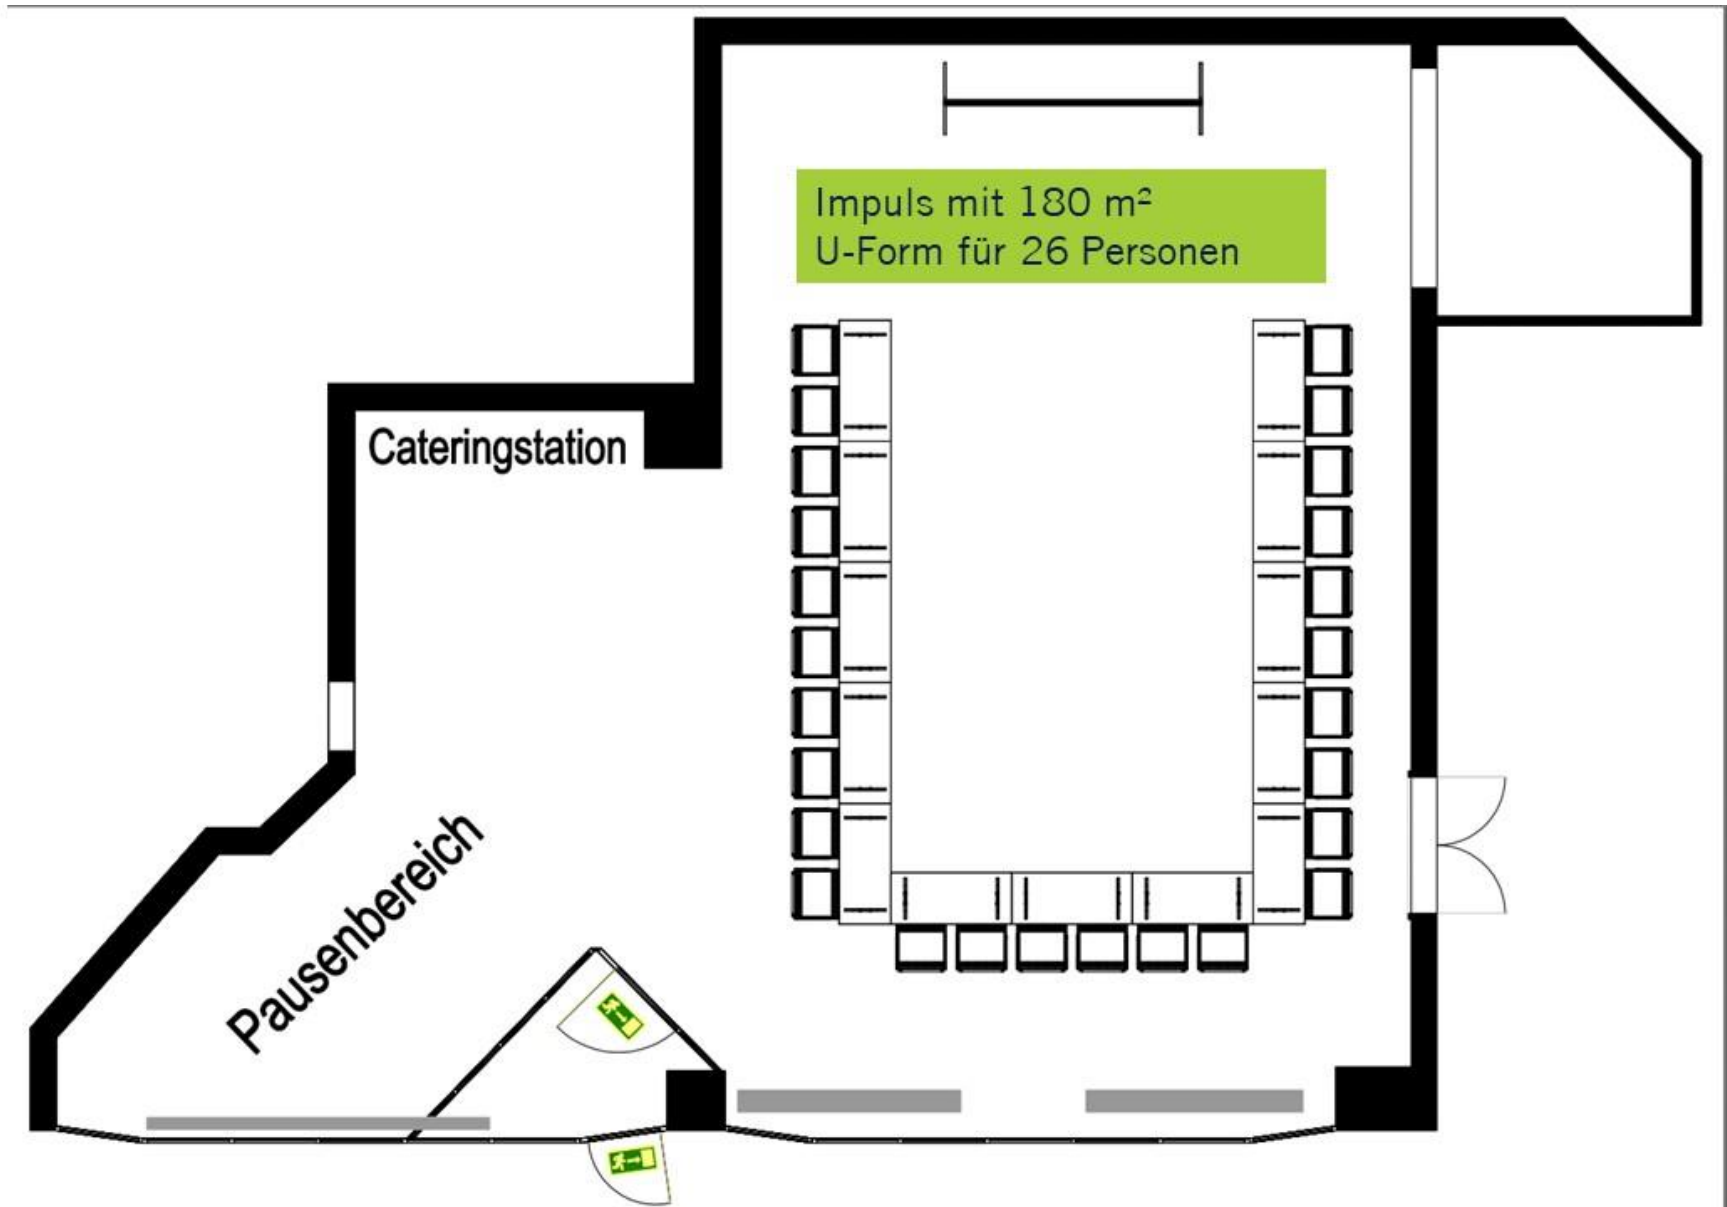 Impuls mit 180 m²
U-Form für 26 Personen
Cateringstation
Pausenbereich